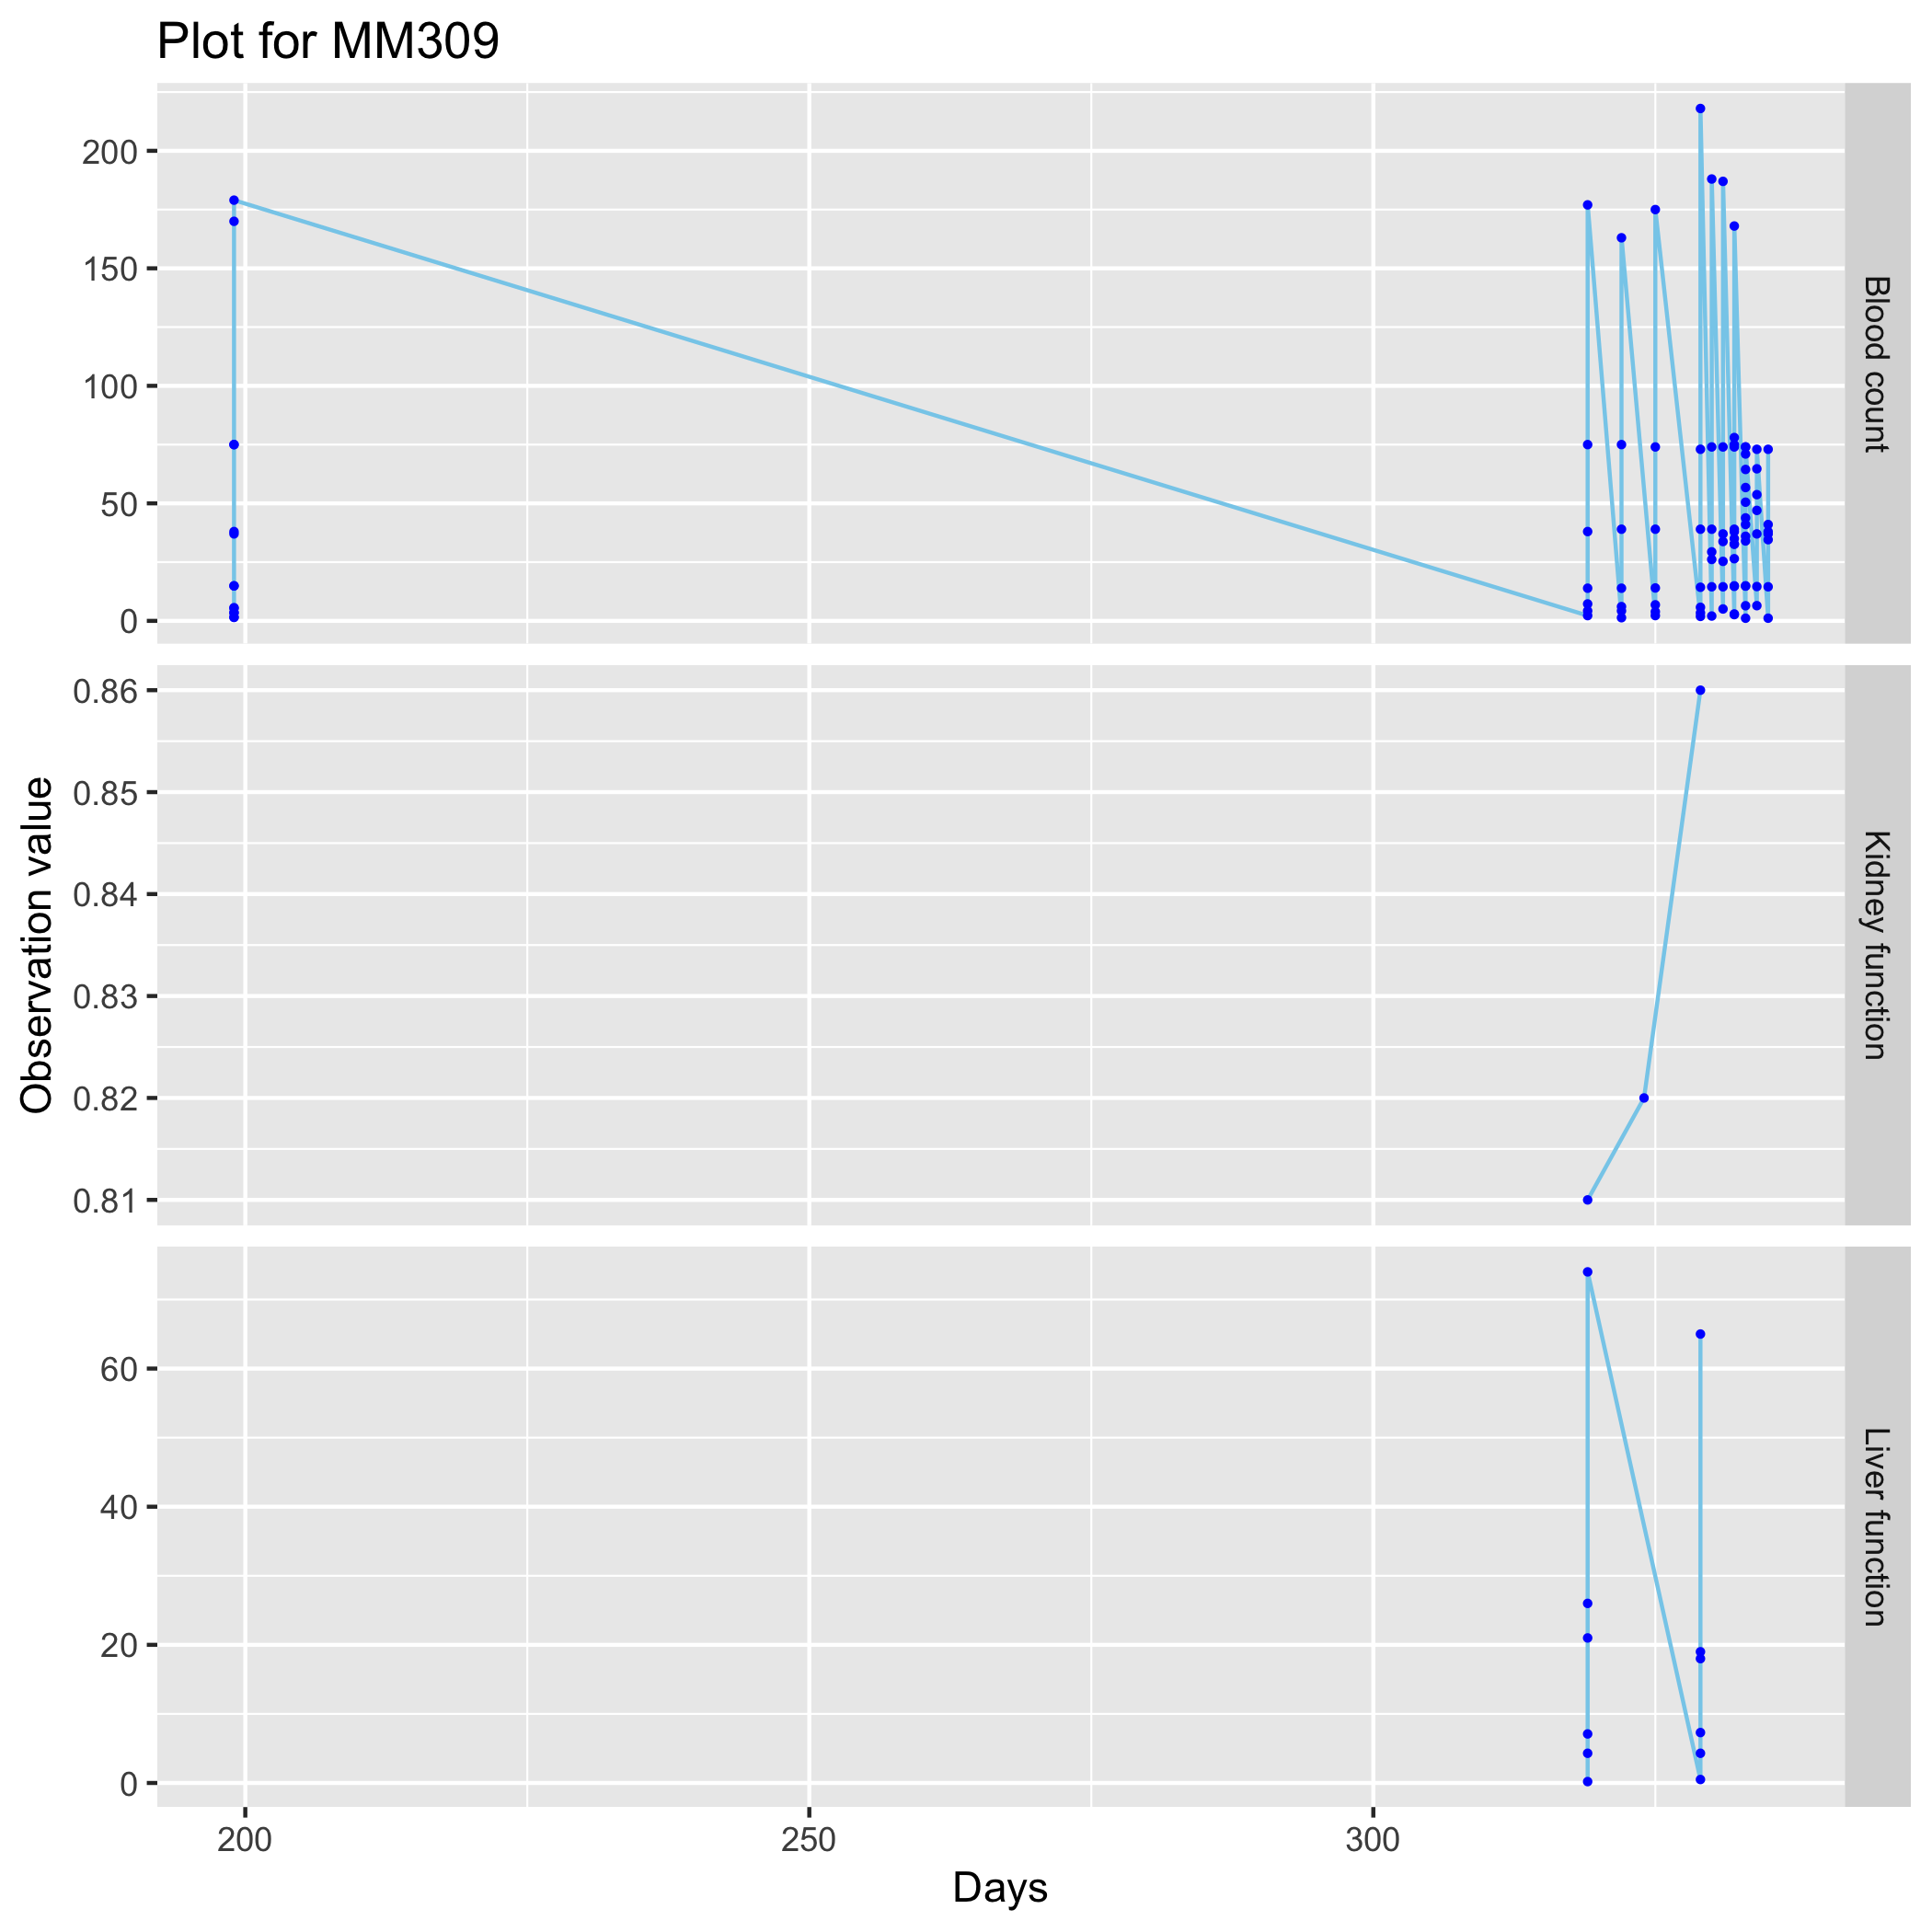 Plot for MM309
200
150
100
50
0
Blood count
0.86
0.85
0.84
0.83
0.82
0.81
Kidney function
Observation value
60
40
20
0
Liver function
200 250 300
Days